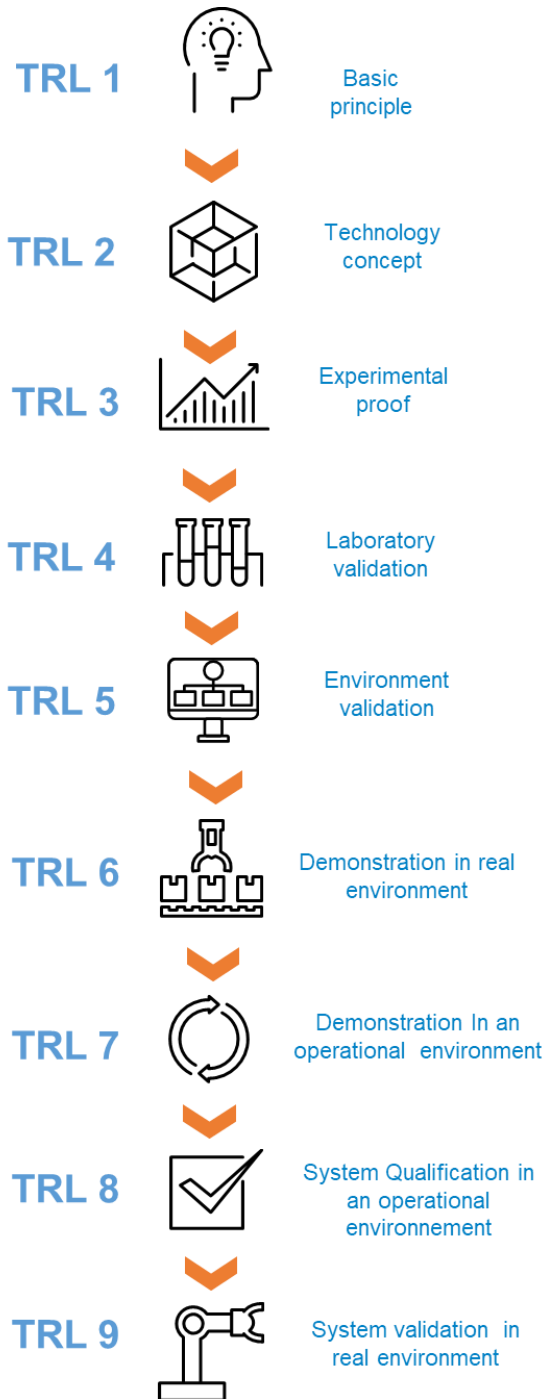 TRL 1
Basic
principle
TRL 2
Technology
concept
TRL 3
Experimental
proof
TRL 4
Laboratory
validation
TRL 5
Environment
validation
TRL 6
Demonstration in real
environment
TRL 7
Demonstration In an
operational environment
TRL 8
System Qualification in
an operational
environnement
TRL 9
System validation in
real environment